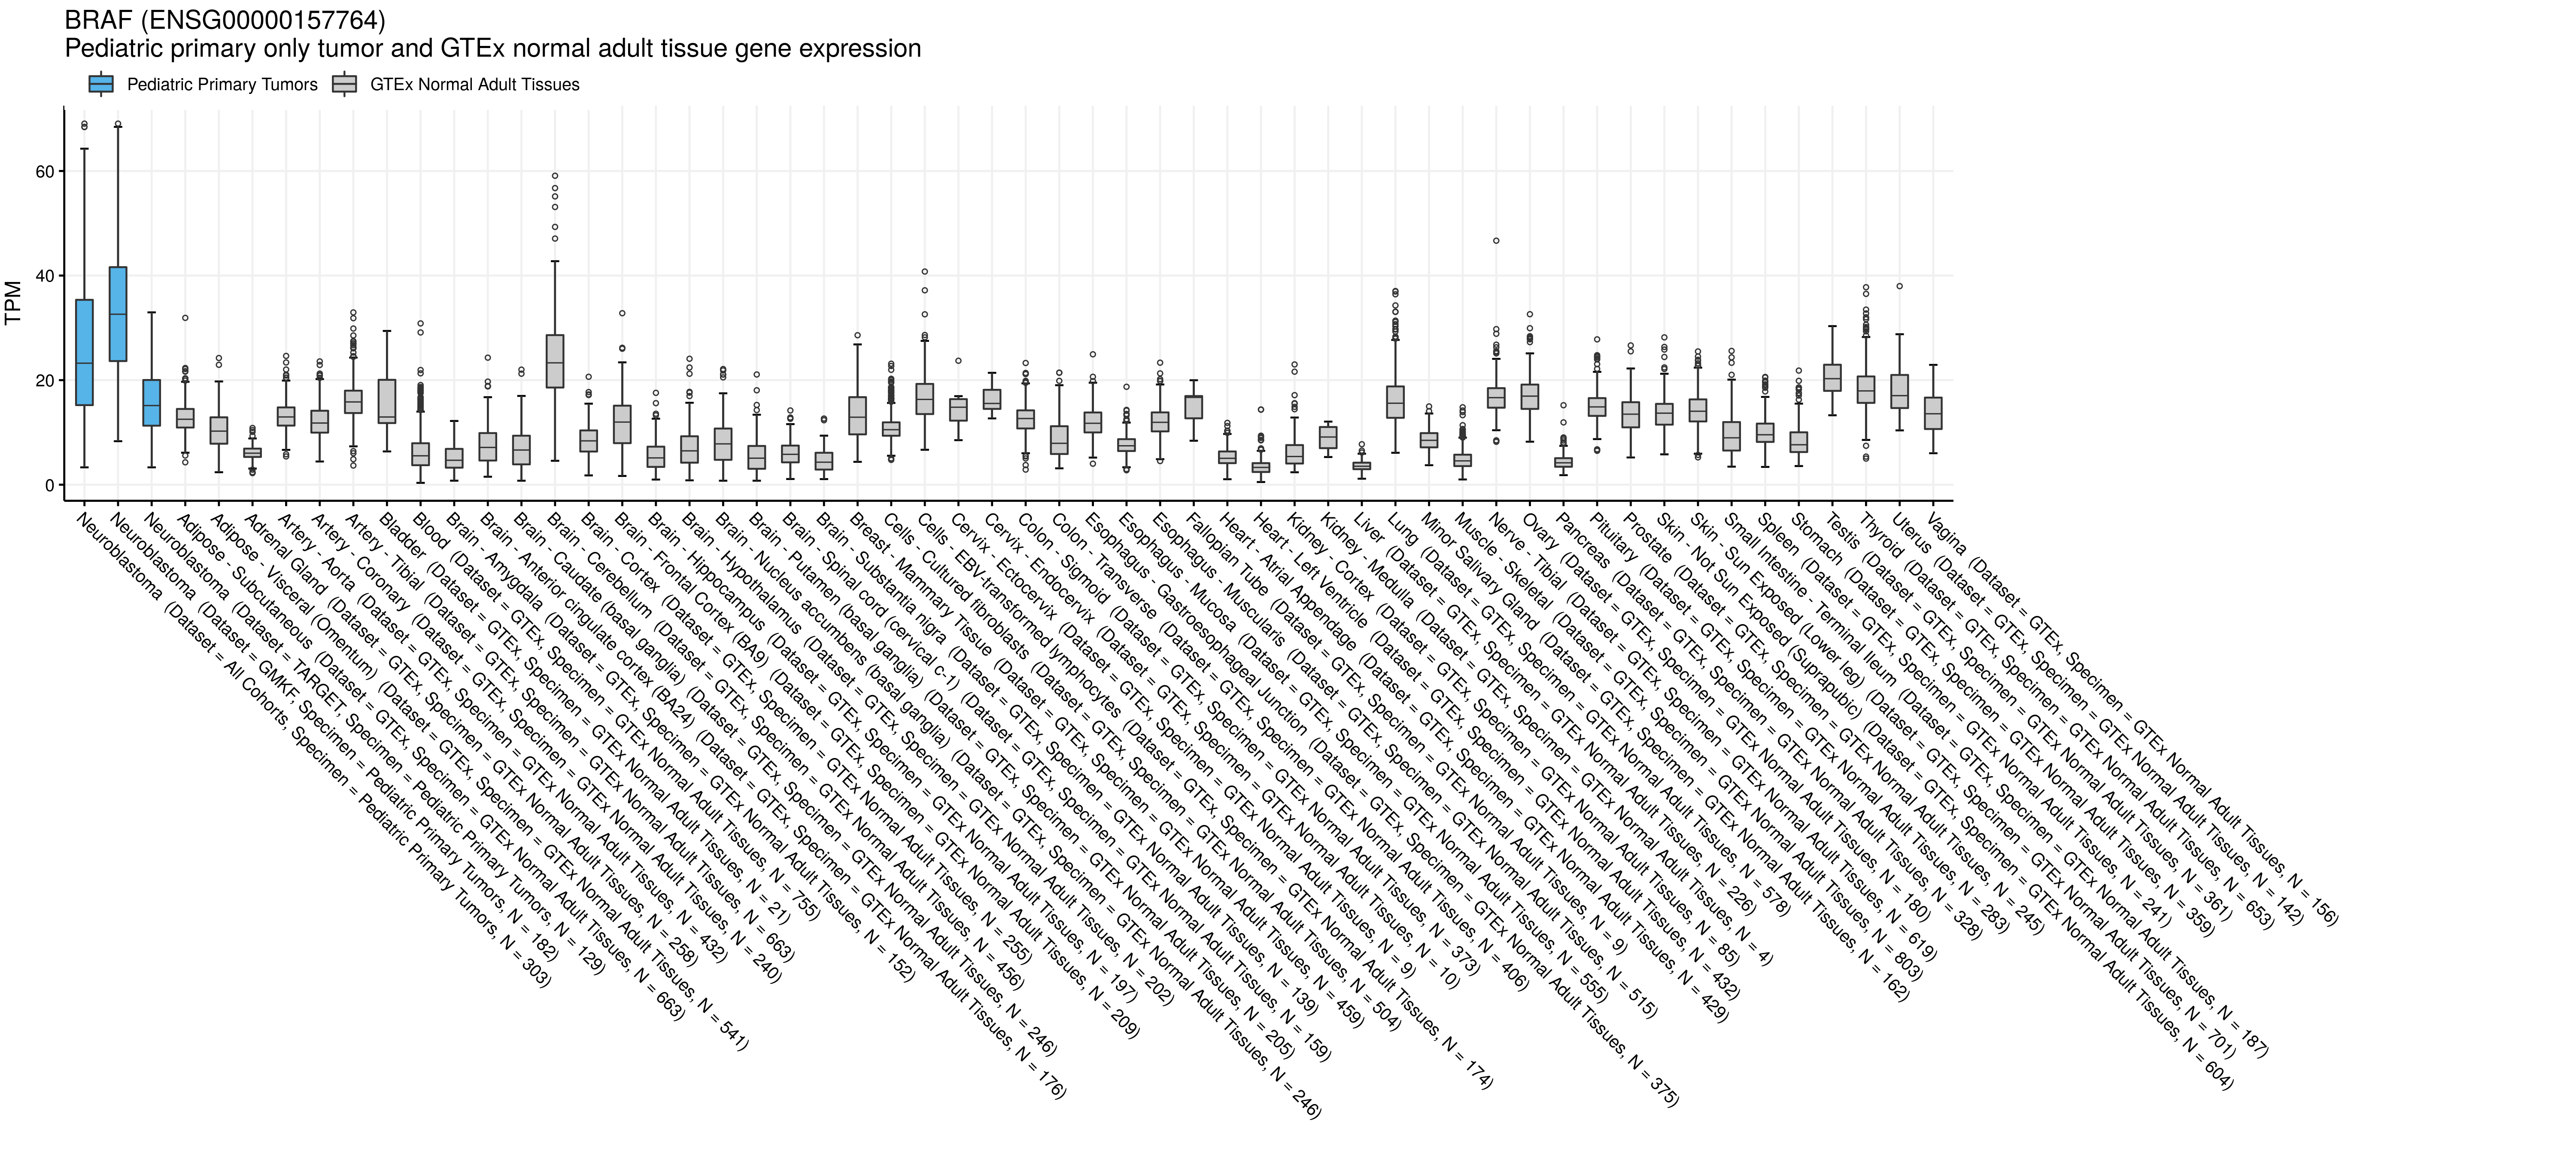 BRAF (ENSG00000157764)
Pediatric primary only tumor and GTEx normal adult tissue gene expression
Pediatric Primary Tumors
GTEx Normal Adult Tissues
TPM
60
40
20
0
Neuroblastoma (Dataset = All Cohorts, Specimen = Pediatric Primary Tumors, N = 303)
Neuroblastoma (Dataset = GMKF, Specimen = Pediatric Primary Tumors, N = 182)
Neuroblastoma (Dataset = TARGET, Specimen = Pediatric Primary Tumors, N = 129)
Adipose - Subcutaneous (Dataset = GTEx, Specimen = GTEx Normal Adult Tissues, N = 663)
Adipose - Visceral (Omentum) (Dataset = GTEx, Specimen = GTEx Normal Adult Tissues, N = 541)
Adrenal Gland (Dataset = GTEx, Specimen = GTEx Normal Adult Tissues, N = 258)
Artery - Aorta (Dataset = GTEx, Specimen = GTEx Normal Adult Tissues, N = 432)
Artery - Coronary (Dataset = GTEx, Specimen = GTEx Normal Adult Tissues, N = 240)
Artery - Tibial (Dataset = GTEx, Specimen = GTEx Normal Adult Tissues, N = 663)
Bladder (Dataset = GTEx, Specimen = GTEx Normal Adult Tissues, N = 21)
Blood (Dataset = GTEx, Specimen = GTEx Normal Adult Tissues, N = 755)
Brain - Amygdala (Dataset = GTEx, Specimen = GTEx Normal Adult Tissues, N = 152)
Brain - Anterior cingulate cortex (BA24) (Dataset = GTEx, Specimen = GTEx Normal Adult Tissues, N = 176)
Brain - Caudate (basal ganglia) (Dataset = GTEx, Specimen = GTEx Normal Adult Tissues, N = 246)
Brain - Cerebellum (Dataset = GTEx, Specimen = GTEx Normal Adult Tissues, N = 456)
Brain - Cortex (Dataset = GTEx, Specimen = GTEx Normal Adult Tissues, N = 255)
Brain - Frontal Cortex (BA9) (Dataset = GTEx, Specimen = GTEx Normal Adult Tissues, N = 209)
Brain - Hippocampus (Dataset = GTEx, Specimen = GTEx Normal Adult Tissues, N = 197)
Brain - Hypothalamus (Dataset = GTEx, Specimen = GTEx Normal Adult Tissues, N = 202)
Brain - Nucleus accumbens (basal ganglia) (Dataset = GTEx, Specimen = GTEx Normal Adult Tissues, N = 246)
Brain - Putamen (basal ganglia) (Dataset = GTEx, Specimen = GTEx Normal Adult Tissues, N = 205)
Brain - Spinal cord (cervical c-1) (Dataset = GTEx, Specimen = GTEx Normal Adult Tissues, N = 159)
Brain - Substantia nigra (Dataset = GTEx, Specimen = GTEx Normal Adult Tissues, N = 139)
Breast - Mammary Tissue (Dataset = GTEx, Specimen = GTEx Normal Adult Tissues, N = 459)
Cells - Cultured fibroblasts (Dataset = GTEx, Specimen = GTEx Normal Adult Tissues, N = 504)
Cells - EBV-transformed lymphocytes (Dataset = GTEx, Specimen = GTEx Normal Adult Tissues, N = 174)
Cervix - Ectocervix (Dataset = GTEx, Specimen = GTEx Normal Adult Tissues, N = 9)
Cervix - Endocervix (Dataset = GTEx, Specimen = GTEx Normal Adult Tissues, N = 10)
Colon - Sigmoid (Dataset = GTEx, Specimen = GTEx Normal Adult Tissues, N = 373)
Colon - Transverse (Dataset = GTEx, Specimen = GTEx Normal Adult Tissues, N = 406)
Esophagus - Gastroesophageal Junction (Dataset = GTEx, Specimen = GTEx Normal Adult Tissues, N = 375)
Esophagus - Mucosa (Dataset = GTEx, Specimen = GTEx Normal Adult Tissues, N = 555)
Esophagus - Muscularis (Dataset = GTEx, Specimen = GTEx Normal Adult Tissues, N = 515)
Fallopian Tube (Dataset = GTEx, Specimen = GTEx Normal Adult Tissues, N = 9)
Heart - Atrial Appendage (Dataset = GTEx, Specimen = GTEx Normal Adult Tissues, N = 429)
Heart - Left Ventricle (Dataset = GTEx, Specimen = GTEx Normal Adult Tissues, N = 432)
Kidney - Cortex (Dataset = GTEx, Specimen = GTEx Normal Adult Tissues, N = 85)
Kidney - Medulla (Dataset = GTEx, Specimen = GTEx Normal Adult Tissues, N = 4)
Liver (Dataset = GTEx, Specimen = GTEx Normal Adult Tissues, N = 226)
Lung (Dataset = GTEx, Specimen = GTEx Normal Adult Tissues, N = 578)
Minor Salivary Gland (Dataset = GTEx, Specimen = GTEx Normal Adult Tissues, N = 162)
Muscle - Skeletal (Dataset = GTEx, Specimen = GTEx Normal Adult Tissues, N = 803)
Nerve - Tibial (Dataset = GTEx, Specimen = GTEx Normal Adult Tissues, N = 619)
Ovary (Dataset = GTEx, Specimen = GTEx Normal Adult Tissues, N = 180)
Pancreas (Dataset = GTEx, Specimen = GTEx Normal Adult Tissues, N = 328)
Pituitary (Dataset = GTEx, Specimen = GTEx Normal Adult Tissues, N = 283)
Prostate (Dataset = GTEx, Specimen = GTEx Normal Adult Tissues, N = 245)
Skin - Not Sun Exposed (Suprapubic) (Dataset = GTEx, Specimen = GTEx Normal Adult Tissues, N = 604)
Skin - Sun Exposed (Lower leg) (Dataset = GTEx, Specimen = GTEx Normal Adult Tissues, N = 701)
Small Intestine - Terminal Ileum (Dataset = GTEx, Specimen = GTEx Normal Adult Tissues, N = 187)
Spleen (Dataset = GTEx, Specimen = GTEx Normal Adult Tissues, N = 241)
Stomach (Dataset = GTEx, Specimen = GTEx Normal Adult Tissues, N = 359)
Testis (Dataset = GTEx, Specimen = GTEx Normal Adult Tissues, N = 361)
Thyroid (Dataset = GTEx, Specimen = GTEx Normal Adult Tissues, N = 653)
Uterus (Dataset = GTEx, Specimen = GTEx Normal Adult Tissues, N = 142)
Vagina (Dataset = GTEx, Specimen = GTEx Normal Adult Tissues, N = 156)